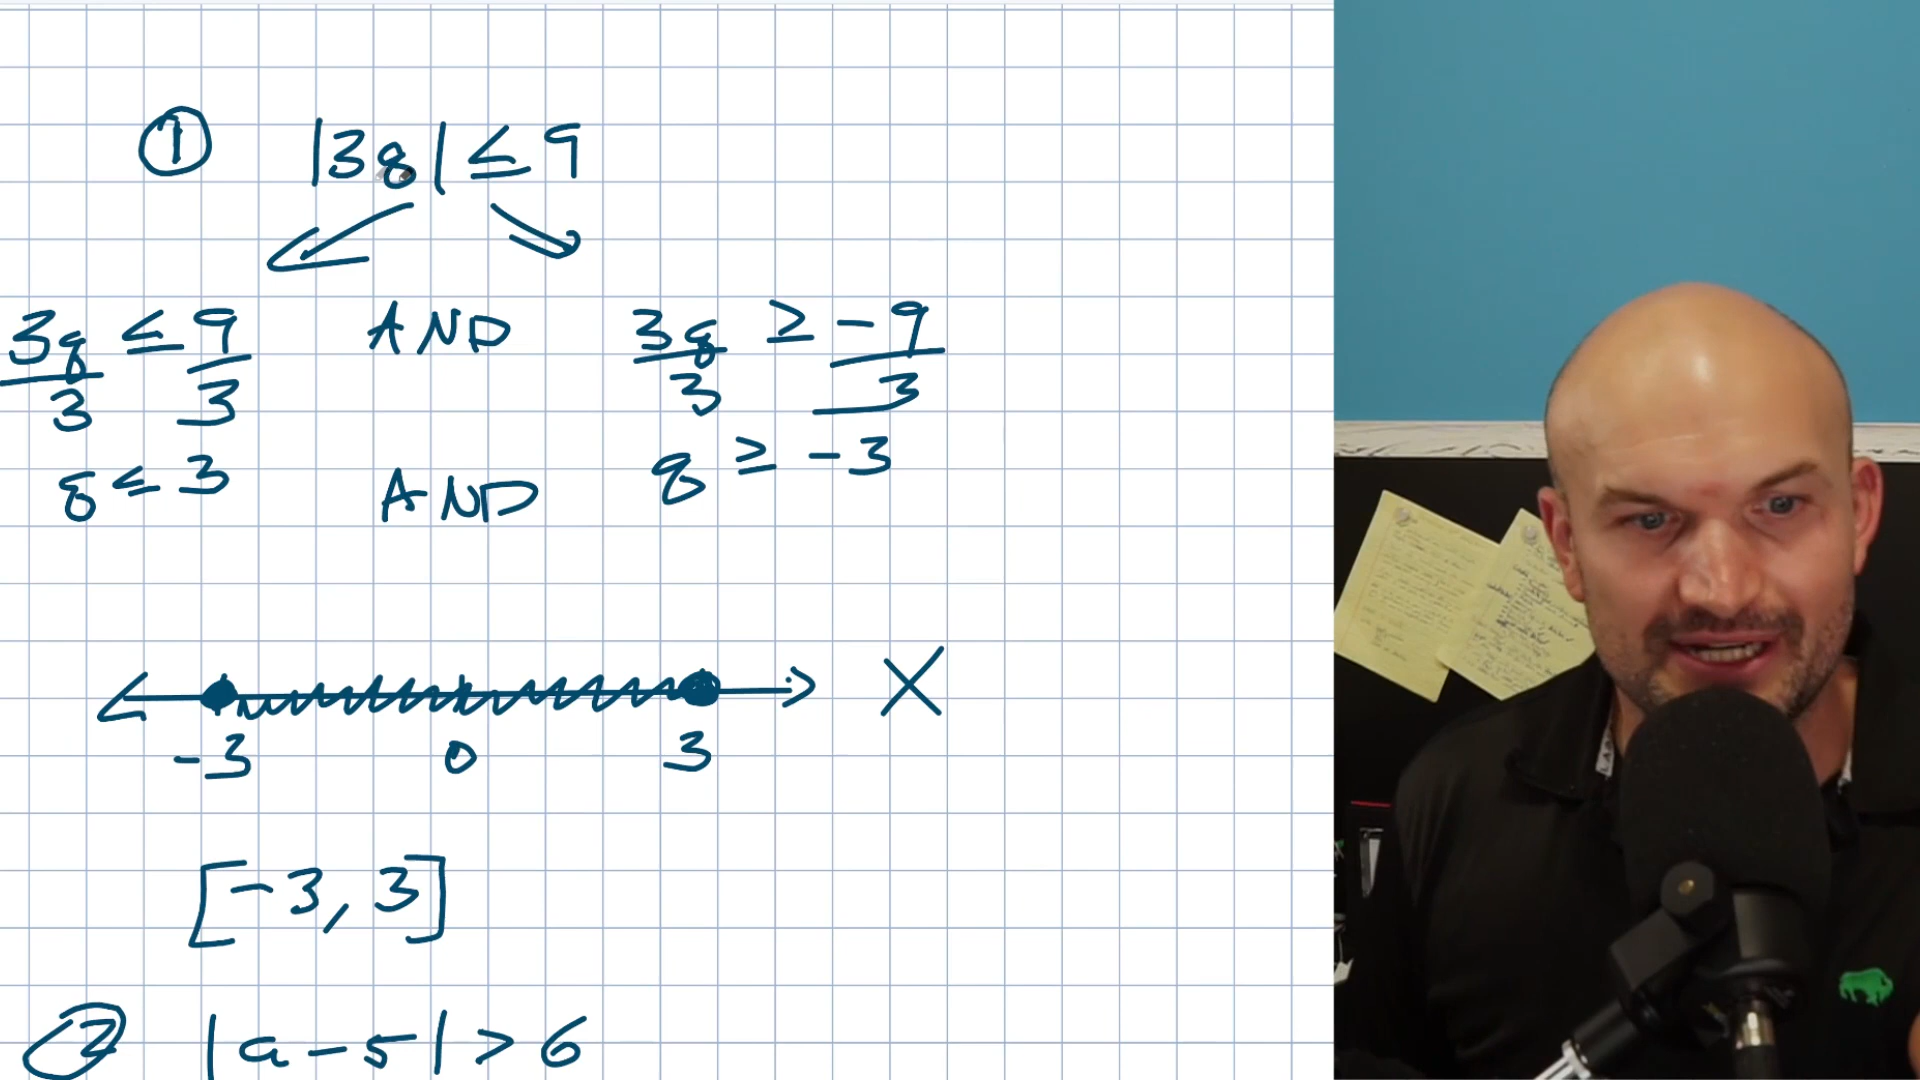 ① |3g| ≤ 9
3g ≤ 9 AND 3g ≥ -9
3 3 3 3
g ≤ 3 AND g ≥ -3
X
-3 0 3
[-3, 3]
② |a - 5| > 6